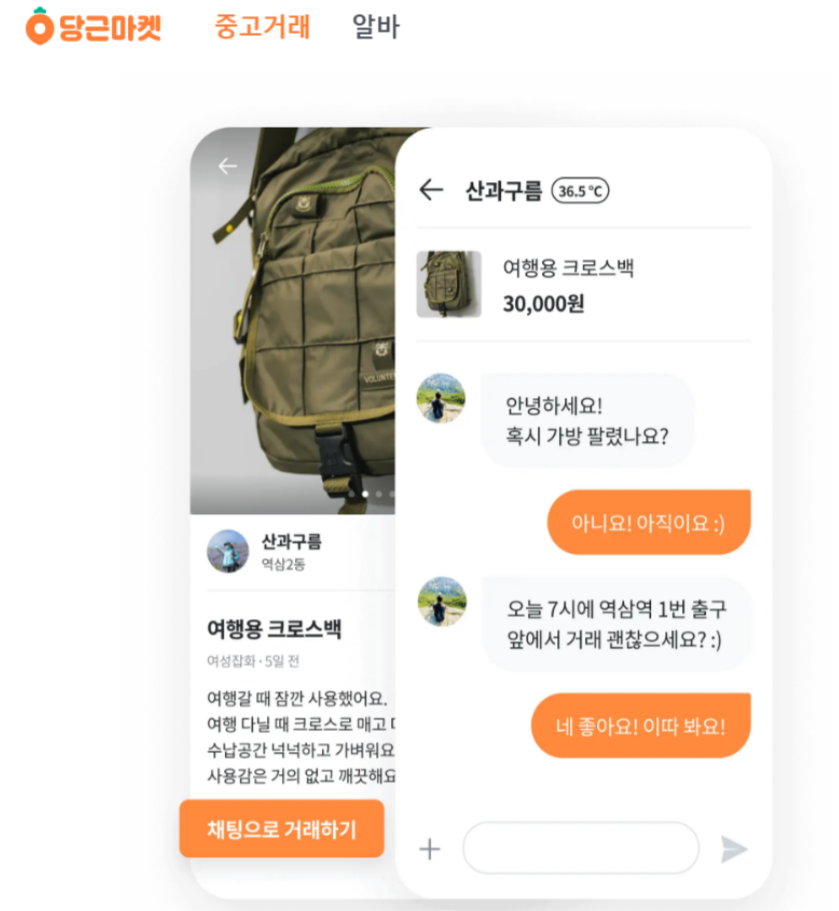 당근마켓 중고거래 알바
산과구름 36.5 °C
여행용 크로스백
30,000원
안녕하세요!
혹시 가방 팔렸나요?
아니요! 아직이요 :)
오늘 7시에 역삼역 1번 출구
앞에서 거래 괜찮으세요? :)
네 좋아요! 이따 봐요!
산과구름
역삼2동
여행용 크로스백
여성잡화 · 5일 전
여행갈 때 잠깐 사용했어요.
여행 다닐 때 크로스로 매고
수납공간 넉넉하고 가벼워요
사용감은 거의 없고 깨끗해요
채팅으로 거래하기